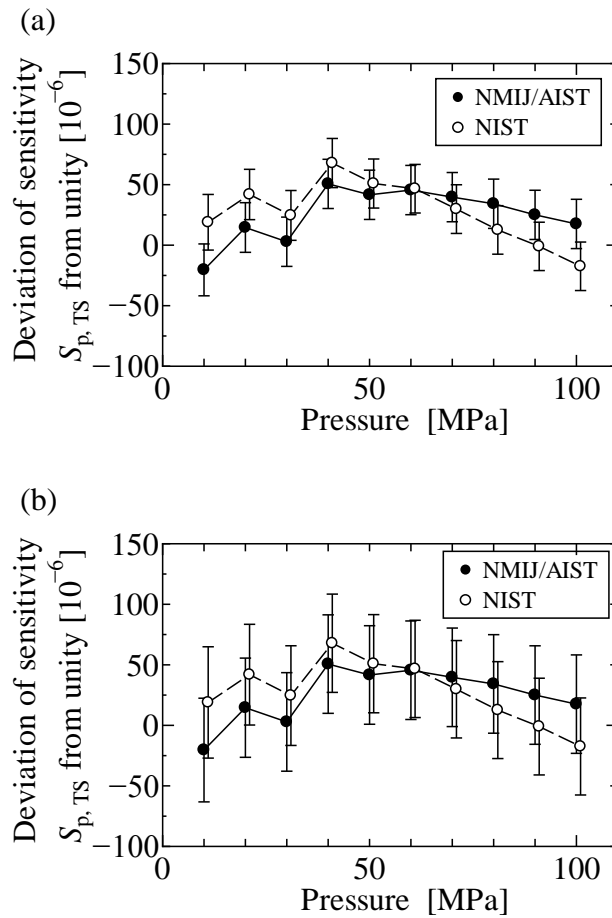 (a)
Deviation of sensitivity
S_p, TS from unity [10⁻⁶]
150
100
50
0
−50
−100
NMIJ/AIST
NIST
0
50
100
Pressure [MPa]
(b)
Deviation of sensitivity
S_p, TS from unity [10⁻⁶]
150
100
50
0
−50
−100
NMIJ/AIST
NIST
0
50
100
Pressure [MPa]